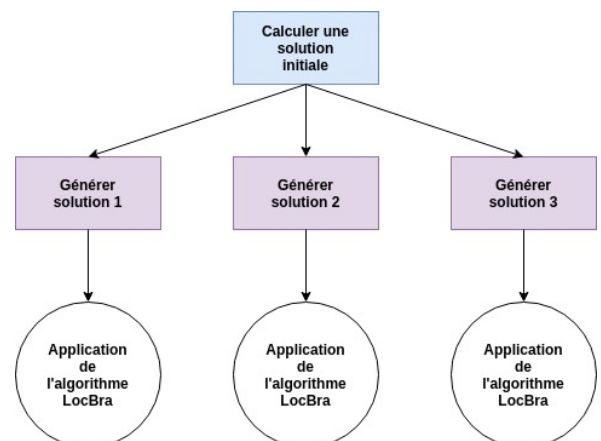 Calculer une
solution
initiale
Générer
solution 1
Générer
solution 2
Générer
solution 3
Application
de
l'algorithme
LocBra
Application
de
l'algorithme
LocBra
Application
de
l'algorithme
LocBra